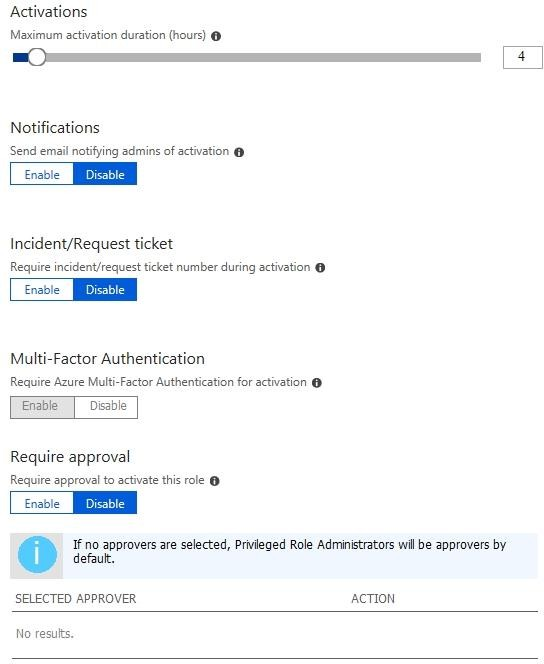 Activations
Maximum activation duration (hours)
4
Notifications
Send email notifying admins of activation
Enable Disable
Incident/Request ticket
Require incident/request ticket number during activation
Enable Disable
Multi-Factor Authentication
Require Azure Multi-Factor Authentication for activation
Enable Disable
Require approval
Require approval to activate this role
Enable Disable
If no approvers are selected, Privileged Role Administrators will be approvers by
default.
SELECTED APPROVER ACTION
No results.